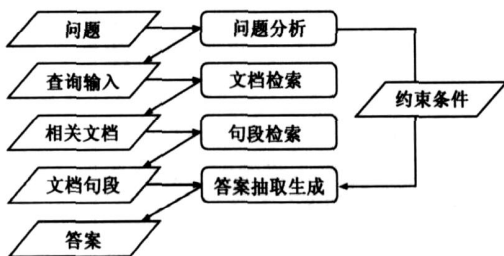 问题
问题分析
查询输入
文档检索
约束条件
相关文档
句段检索
文档句段
答案抽取生成
答案